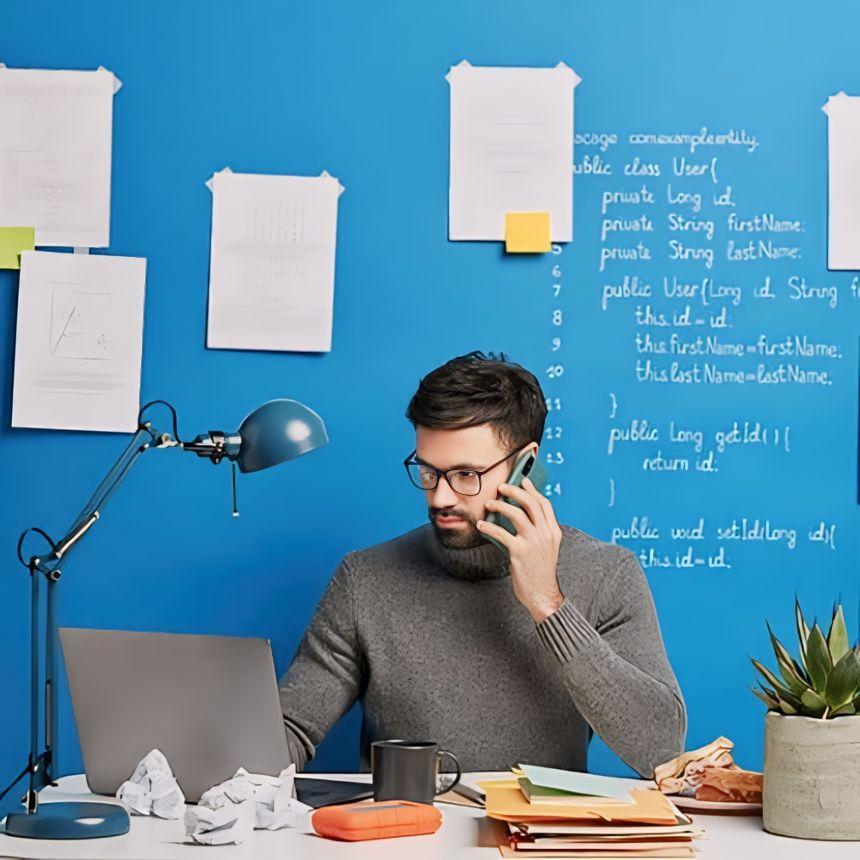 comexampleentity.
ublic class User{
private Long id.
private String firstName:
private String lastName:
5
6
7 public User{Long id. String
8 this.id=id:
9 this.firstName=firstName:
10 this.lastName=lastName.
11 }
12 public Long getId(){
13 return id:
14 }
public void setId(Long id){
this.id=id.